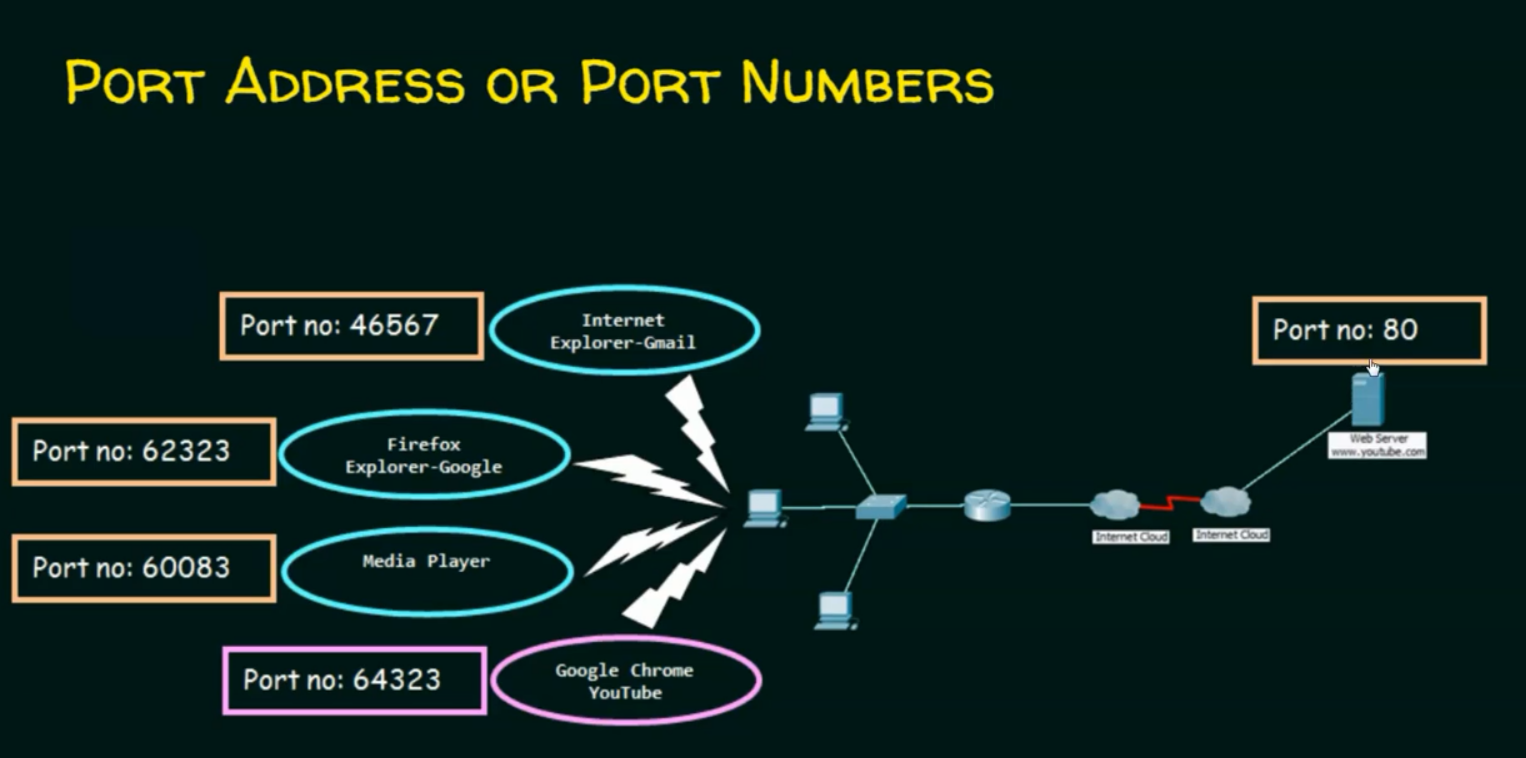 PORT ADDRESS OR PORT NUMBERS
Port no: 46567
Internet
Explorer-Gmail
Port no: 80
Port no: 62323
Firefox
Explorer-Google
Web Server
www.youtube.com
Port no: 60083
Media Player
Internet Cloud
Internet Cloud
Port no: 64323
Google Chrome
YouTube